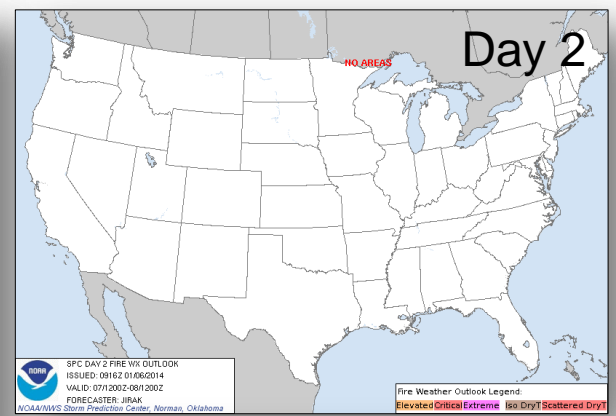 Day 2
NO AREAS
NOAA
SPC DAY 2 FIRE WX OUTLOOK
ISSUED: 0916Z 01/06/2014
VALID: 07/1200Z-08/1200Z
FORECASTER: JIRAK
NOAA/NWS Storm Prediction Center, Norman, Oklahoma
Fire Weather Outlook Legend:
Elevated Critical Extreme Iso DryT Scattered DryT